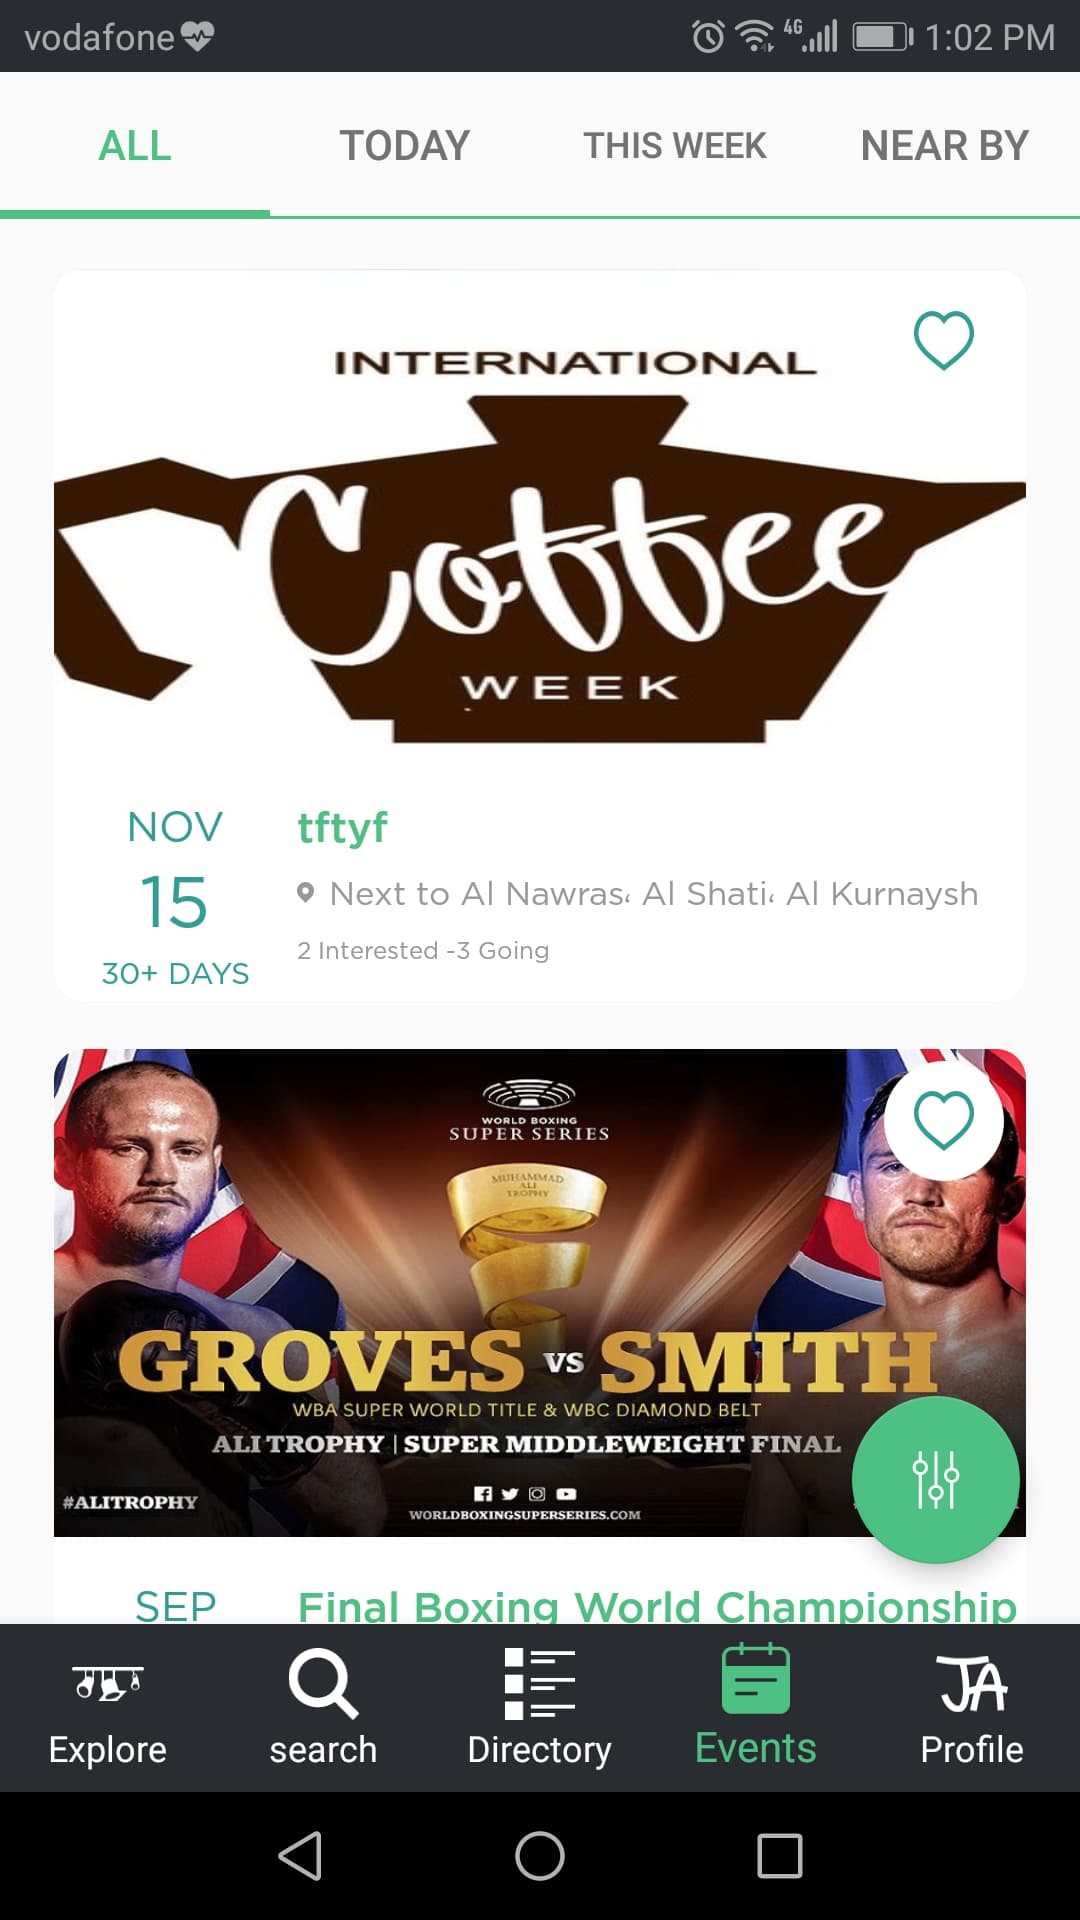 vodafone 4G 1:02 PM
ALL TODAY THIS WEEK NEAR BY
INTERNATIONAL
Coffee
WEEK
NOV
15
30+ DAYS
tftyf
Next to Al Nawras، Al Shati، Al Kurnaysh
2 Interested -3 Going
WORLD BOXING
SUPER SERIES
MUHAMMAD
ALI
TROPHY
GROVES VS SMITH
WBA SUPER WORLD TITLE & WBC DIAMOND BELT
ALI TROPHY | SUPER MIDDLEWEIGHT FINAL
#ALITROPHY
WORLDBOXINGSUPERSERIES.COM
SEP
Final Boxing World Championship
Explore search Directory Events Profile